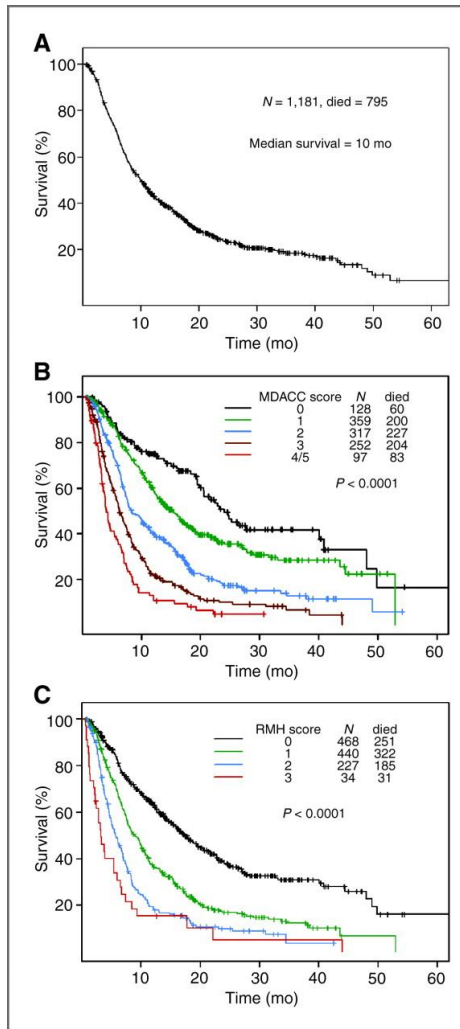 A
100
80
60
40
20
Survival (%)
N = 1,181, died = 795
Median survival = 10 mo
10 20 30 40 50 60
Time (mo)
B
100
80
60
40
20
Survival (%)
MDACC score N died
0 128 60
1 359 200
2 317 227
3 252 204
4/5 97 83
P < 0.0001
10 20 30 40 50 60
Time (mo)
C
100
80
60
40
20
Survival (%)
RMH score N died
0 468 251
1 440 322
2 227 185
3 34 31
P < 0.0001
10 20 30 40 50 60
Time (mo)